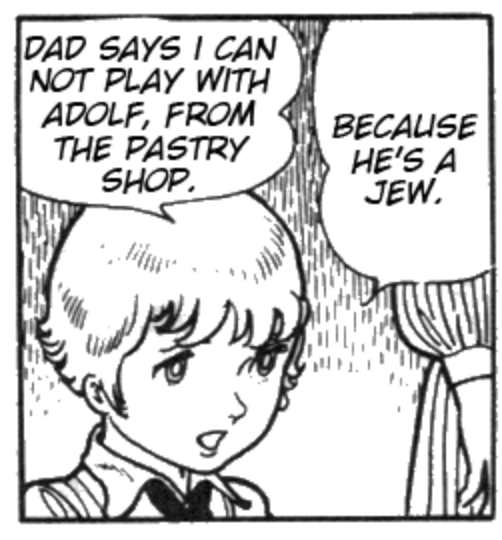 DAD SAYS I CAN
NOT PLAY WITH
ADOLF, FROM
THE PASTRY
SHOP.
BECAUSE
HE'S A
JEW.